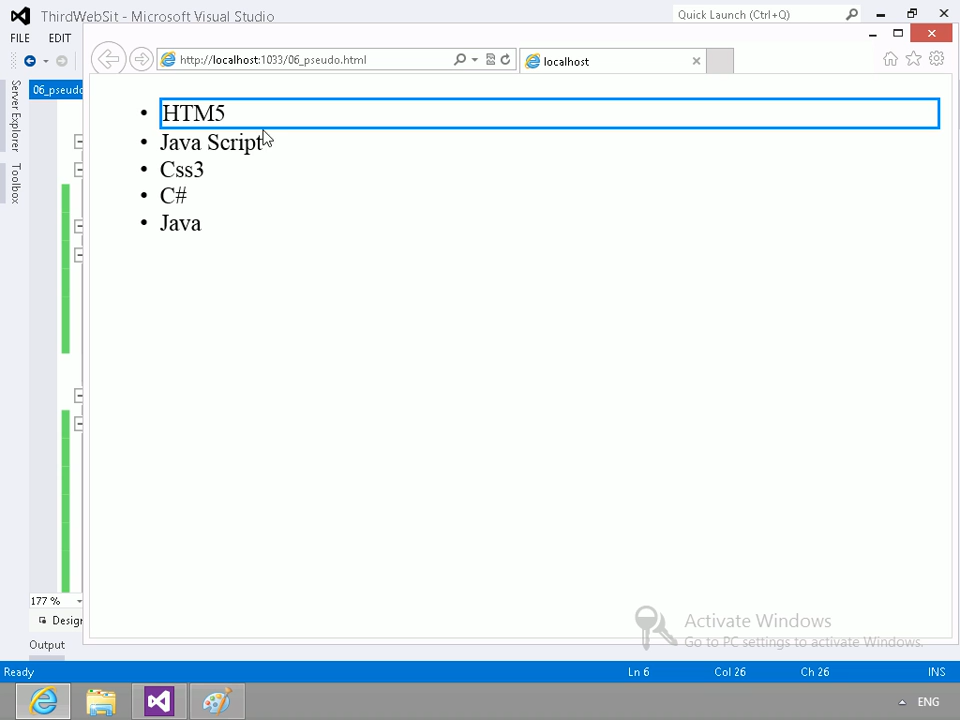 ThirdWebSit - Microsoft Visual Studio
Quick Launch (Ctrl+Q)
FILE EDIT
http://localhost:1033/06_pseudo.html
localhost
06_pseudo
Server Explorer
Toolbox
• HTM5
• Java Script
• Css3
• C#
• Java
177 %
Design
Output
Activate Windows
Go to PC settings to activate Windows.
Ready
Ln 6
Col 26
Ch 26
INS
ENG